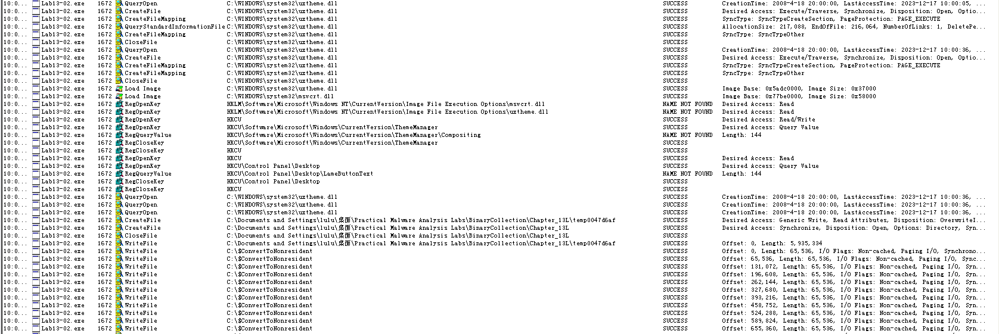 10:0... Lab13-02.exe 1672 QueryOpen C:\WINDOWS\system32\uxtheme.dll SUCCESS CreationTime: 2008-4-18 20:00:00, LastAccessTime: 2023-12-17 10:00:05, ...
10:0... Lab13-02.exe 1672 CreateFile C:\WINDOWS\system32\uxtheme.dll SUCCESS Desired Access: Execute/Traverse, Synchronize, Disposition: Open, Optio...
10:0... Lab13-02.exe 1672 CreateFileMapping C:\WINDOWS\system32\uxtheme.dll SUCCESS SyncType: SyncTypeCreateSection, PageProtection: PAGE_EXECUTE
10:0... Lab13-02.exe 1672 QueryStandardInformationFile C:\WINDOWS\system32\uxtheme.dll SUCCESS AllocationSize: 217,088, EndOfFile: 216,064, NumberOfLinks: 1, DeletePe...
10:0... Lab13-02.exe 1672 CreateFileMapping C:\WINDOWS\system32\uxtheme.dll SUCCESS SyncType: SyncTypeOther
10:0... Lab13-02.exe 1672 CloseFile C:\WINDOWS\system32\uxtheme.dll SUCCESS
10:0... Lab13-02.exe 1672 QueryOpen C:\WINDOWS\system32\uxtheme.dll SUCCESS CreationTime: 2008-4-18 20:00:00, LastAccessTime: 2023-12-17 10:00:36, ...
10:0... Lab13-02.exe 1672 CreateFile C:\WINDOWS\system32\uxtheme.dll SUCCESS Desired Access: Execute/Traverse, Synchronize, Disposition: Open, Optio...
10:0... Lab13-02.exe 1672 CreateFileMapping C:\WINDOWS\system32\uxtheme.dll SUCCESS SyncType: SyncTypeCreateSection, PageProtection: PAGE_EXECUTE
10:0... Lab13-02.exe 1672 CreateFileMapping C:\WINDOWS\system32\uxtheme.dll SUCCESS SyncType: SyncTypeOther
10:0... Lab13-02.exe 1672 CloseFile C:\WINDOWS\system32\uxtheme.dll SUCCESS
10:0... Lab13-02.exe 1672 Load Image C:\WINDOWS\system32\uxtheme.dll SUCCESS Image Base: 0x5adc0000, Image Size: 0x37000
10:0... Lab13-02.exe 1672 Load Image C:\WINDOWS\system32\msvcrt.dll SUCCESS Image Base: 0x77be0000, Image Size: 0x58000
10:0... Lab13-02.exe 1672 RegOpenKey HKLM\Software\Microsoft\Windows NT\CurrentVersion\Image File Execution Options\msvcrt.dll NAME NOT FOUND Desired Access: Read
10:0... Lab13-02.exe 1672 RegOpenKey HKLM\Software\Microsoft\Windows NT\CurrentVersion\Image File Execution Options\uxtheme.dll NAME NOT FOUND Desired Access: Read
10:0... Lab13-02.exe 1672 RegOpenKey HKCU SUCCESS Desired Access: Read/Write
10:0... Lab13-02.exe 1672 RegOpenKey HKCU\Software\Microsoft\Windows\CurrentVersion\ThemeManager SUCCESS Desired Access: Query Value
10:0... Lab13-02.exe 1672 RegQueryValue HKCU\Software\Microsoft\Windows\CurrentVersion\ThemeManager\Compositing NAME NOT FOUND Length: 144
10:0... Lab13-02.exe 1672 RegCloseKey HKCU\Software\Microsoft\Windows\CurrentVersion\ThemeManager SUCCESS
10:0... Lab13-02.exe 1672 RegCloseKey HKCU SUCCESS
10:0... Lab13-02.exe 1672 RegOpenKey HKCU SUCCESS Desired Access: Read
10:0... Lab13-02.exe 1672 RegOpenKey HKCU\Control Panel\Desktop SUCCESS Desired Access: Query Value
10:0... Lab13-02.exe 1672 RegQueryValue HKCU\Control Panel\Desktop\LameButtonText NAME NOT FOUND Length: 144
10:0... Lab13-02.exe 1672 RegCloseKey HKCU\Control Panel\Desktop SUCCESS
10:0... Lab13-02.exe 1672 RegCloseKey HKCU SUCCESS
10:0... Lab13-02.exe 1672 QueryOpen C:\WINDOWS\system32\uxtheme.dll SUCCESS CreationTime: 2008-4-18 20:00:00, LastAccessTime: 2023-12-17 10:00:36, ...
10:0... Lab13-02.exe 1672 QueryOpen C:\WINDOWS\system32\uxtheme.dll SUCCESS CreationTime: 2008-4-18 20:00:00, LastAccessTime: 2023-12-17 10:00:36, ...
10:0... Lab13-02.exe 1672 QueryOpen C:\WINDOWS\system32\uxtheme.dll SUCCESS CreationTime: 2008-4-18 20:00:00, LastAccessTime: 2023-12-17 10:00:36, ...
10:0... Lab13-02.exe 1672 CreateFile C:\Documents and Settings\lulu\桌面\Practical Malware Analysis Labs\BinaryCollection\Chapter_13L\temp0047d6af SUCCESS Desired Access: Generic Write, Read Attributes, Disposition: OverwriteI...
10:0... Lab13-02.exe 1672 CreateFile C:\Documents and Settings\lulu\桌面\Practical Malware Analysis Labs\BinaryCollection\Chapter_13L SUCCESS Desired Access: Synchronize, Disposition: Open, Options: Directory, Syn...
10:0... Lab13-02.exe 1672 CloseFile C:\Documents and Settings\lulu\桌面\Practical Malware Analysis Labs\BinaryCollection\Chapter_13L SUCCESS
10:0... Lab13-02.exe 1672 WriteFile C:\Documents and Settings\lulu\桌面\Practical Malware Analysis Labs\BinaryCollection\Chapter_13L\temp0047d6af SUCCESS Offset: 0, Length: 5,935,334
10:0... Lab13-02.exe 1672 WriteFile C:\$ConvertToNonresident SUCCESS Offset: 0, Length: 65,536, I/O Flags: Non-cached, Paging I/O, Synchrono...
10:0... Lab13-02.exe 1672 WriteFile C:\$ConvertToNonresident SUCCESS Offset: 65,536, Length: 65,536, I/O Flags: Non-cached, Paging I/O, Sync...
10:0... Lab13-02.exe 1672 WriteFile C:\$ConvertToNonresident SUCCESS Offset: 131,072, Length: 65,536, I/O Flags: Non-cached, Paging I/O, Syn...
10:0... Lab13-02.exe 1672 WriteFile C:\$ConvertToNonresident SUCCESS Offset: 196,608, Length: 65,536, I/O Flags: Non-cached, Paging I/O, Syn...
10:0... Lab13-02.exe 1672 WriteFile C:\$ConvertToNonresident SUCCESS Offset: 262,144, Length: 65,536, I/O Flags: Non-cached, Paging I/O, Syn...
10:0... Lab13-02.exe 1672 WriteFile C:\$ConvertToNonresident SUCCESS Offset: 327,680, Length: 65,536, I/O Flags: Non-cached, Paging I/O, Syn...
10:0... Lab13-02.exe 1672 WriteFile C:\$ConvertToNonresident SUCCESS Offset: 393,216, Length: 65,536, I/O Flags: Non-cached, Paging I/O, Syn...
10:0... Lab13-02.exe 1672 WriteFile C:\$ConvertToNonresident SUCCESS Offset: 458,752, Length: 65,536, I/O Flags: Non-cached, Paging I/O, Syn...
10:0... Lab13-02.exe 1672 WriteFile C:\$ConvertToNonresident SUCCESS Offset: 524,288, Length: 65,536, I/O Flags: Non-cached, Paging I/O, Syn...
10:0... Lab13-02.exe 1672 WriteFile C:\$ConvertToNonresident SUCCESS Offset: 589,824, Length: 65,536, I/O Flags: Non-cached, Paging I/O, Syn...
10:0... Lab13-02.exe 1672 WriteFile C:\$ConvertToNonresident SUCCESS Offset: 655,360, Length: 65,536, I/O Flags: Non-cached, Paging I/O, Syn...